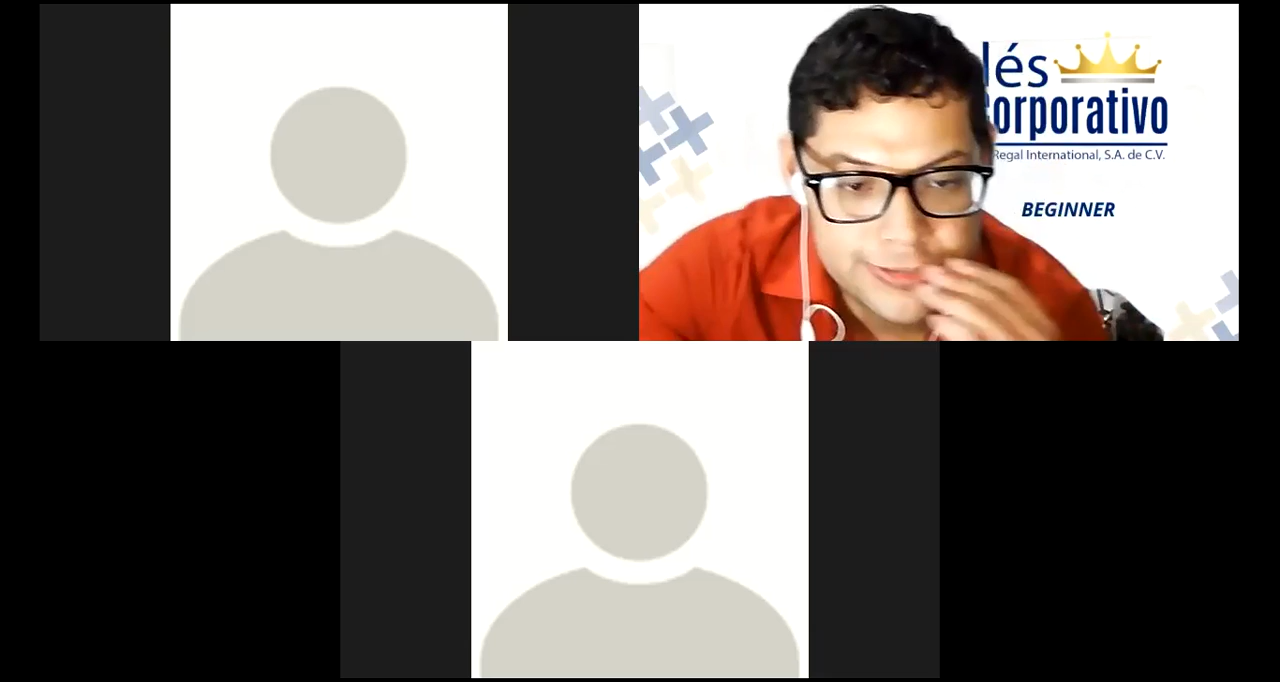 lés
orporativo
Regal International, S.A. de C.V.
BEGINNER